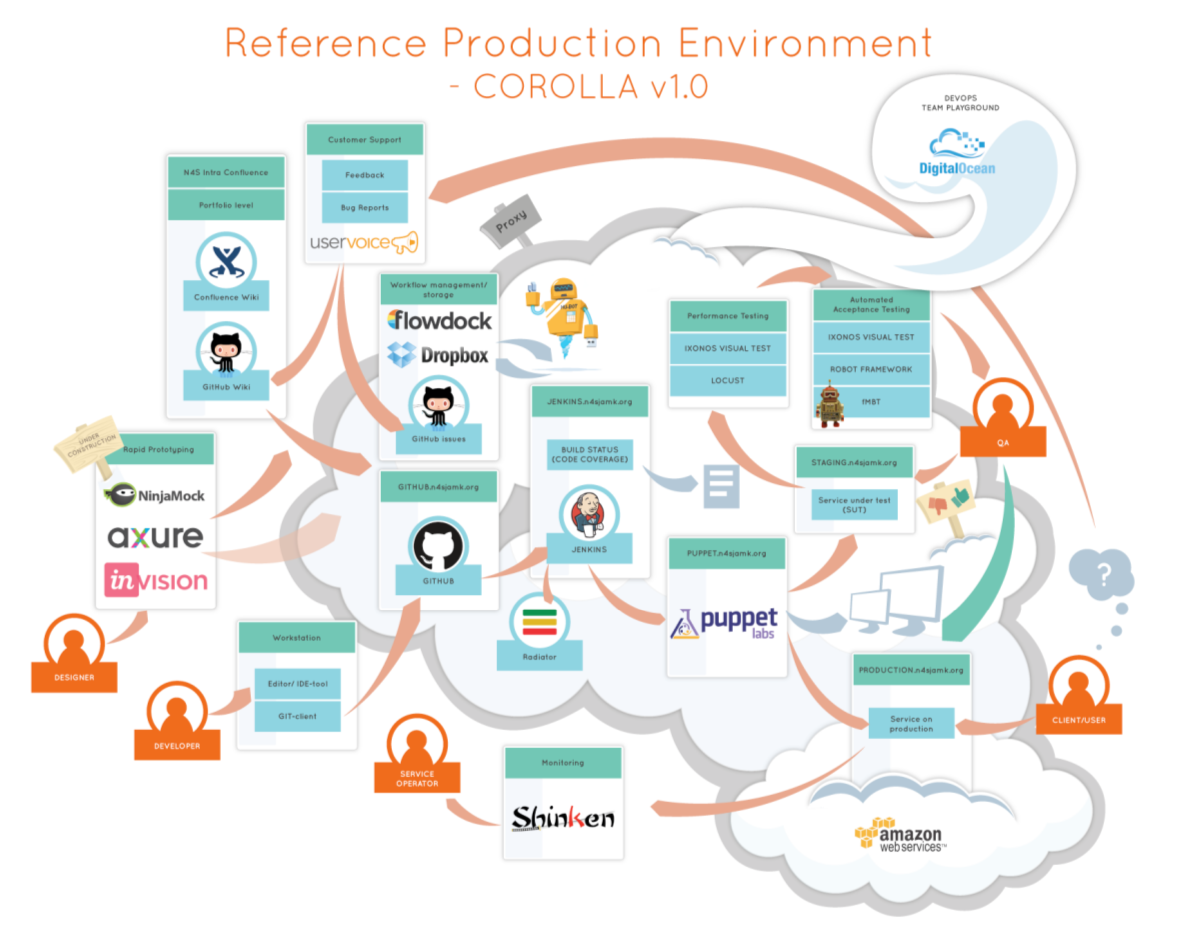 Reference Production Environment
- COROLLA v1.0
DEVOPS
TEAM PLAYGROUND
DigitalOcean
Customer Support
Feedback
Bug Reports
uservoice
N4S Intra Confluence
Portfolio level
Confluence Wiki
GitHub Wiki
Proxy
Workflow management/
storage
flowdock
Dropbox
GitHub issues
Performance Testing
IXONOS VISUAL TEST
LOCUST
Automated
Acceptance Testing
IXONOS VISUAL TEST
ROBOT FRAMEWORK
fMBT
QA
UNDER
CONSTRUCTION
Rapid Prototyping
NinjaMock
axure
invision
GITHUB.n4sjamk.org
GITHUB
JENKINS.n4sjamk.org
BUILD STATUS
(CODE COVERAGE)
JENKINS
Radiator
STAGING.n4sjamk.org
Service under test
(SUT)
PUPPET.n4sjamk.org
puppet
labs
?
DESIGNER
Workstation
Editor/ IDE-tool
GIT-client
DEVELOPER
PRODUCTION.n4sjamk.org
Service on
production
CLIENT/USER
SERVICE
OPERATOR
Monitoring
Shinken
amazon
webservices™